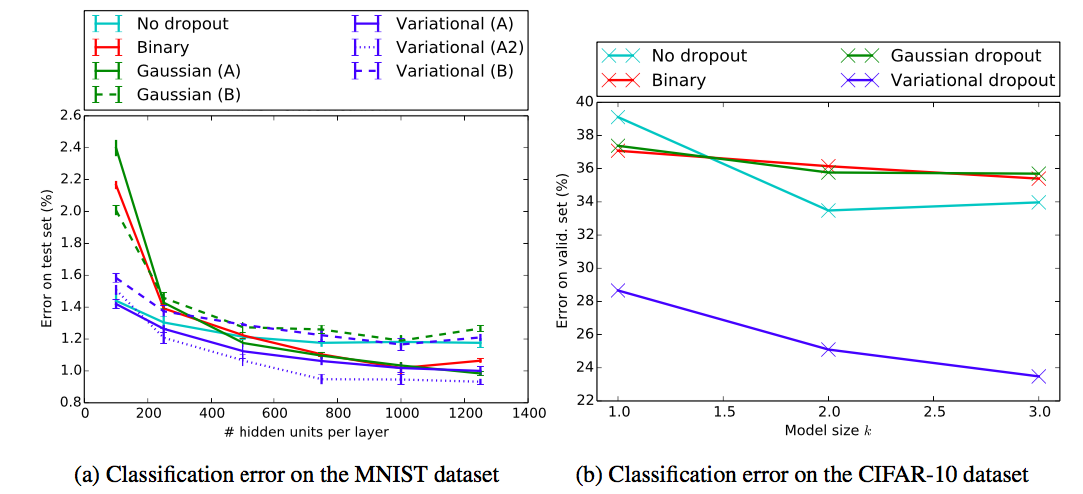 No dropout
Binary
Gaussian (A)
Gaussian (B)
Variational (A)
Variational (A2)
Variational (B)
2.6
2.4
2.2
2.0
1.8
1.6
1.4
1.2
1.0
0.8
Error on test set (%)
0 200 400 600 800 1000 1200 1400
# hidden units per layer
(a) Classification error on the MNIST dataset
No dropout
Binary
Gaussian dropout
Variational dropout
40
38
36
34
32
30
28
26
24
22
Error on valid. set (%)
1.0 1.5 2.0 2.5 3.0
Model size k
(b) Classification error on the CIFAR-10 dataset